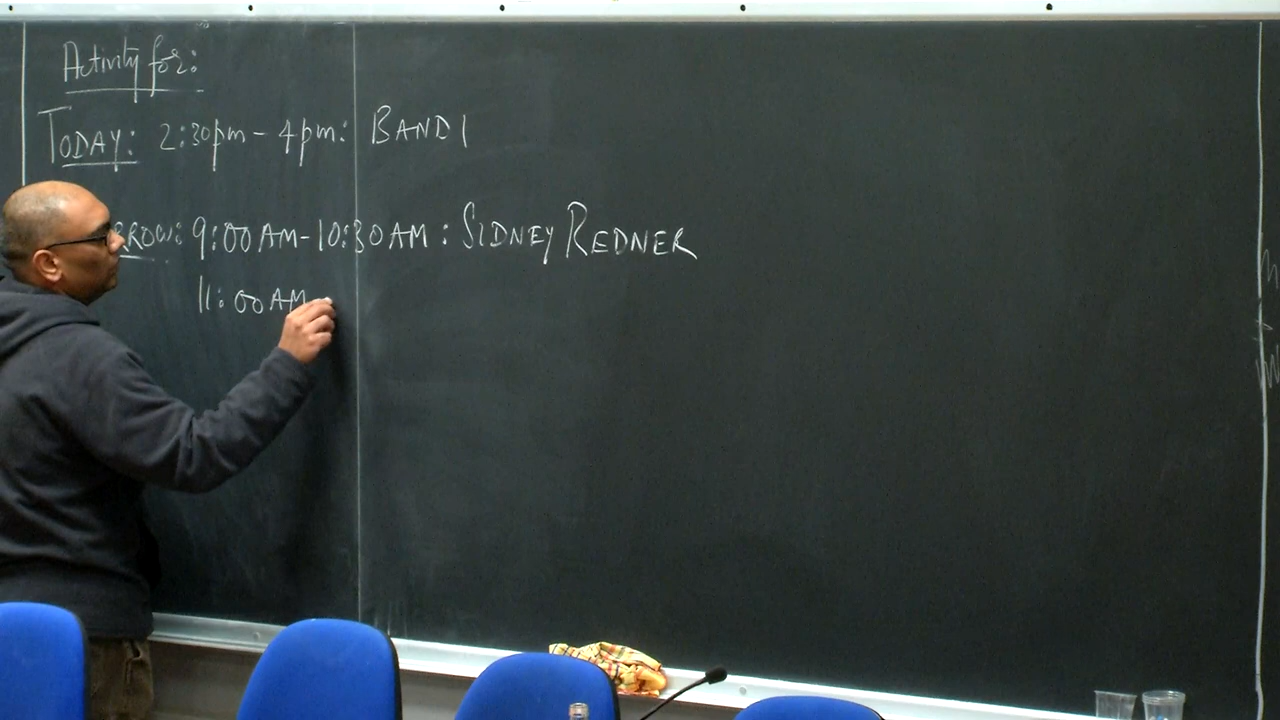 Activity for:
TODAY: 2:30pm - 4pm: BANDI
RROW: 9:00AM-10:30AM: SIDNEY REDNER
11:00AM